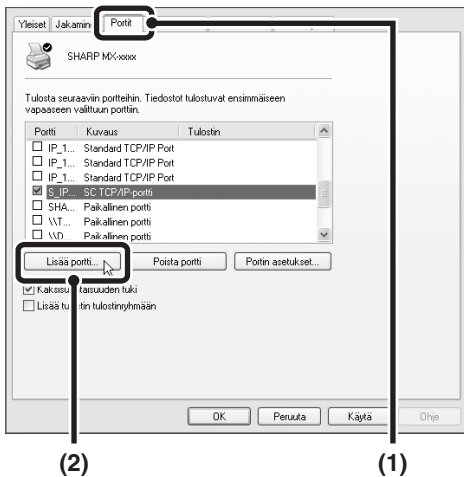 Yleiset Jakaminen Portit
SHARP MX-xxxx
Tulosta seuraaviin portteihin. Tiedostot tulostuvat ensimmäiseen
vapaaseen valittuun porttiin.
Portti Kuvaus Tulostin
IP_1... Standard TCP/IP Port
IP_1... Standard TCP/IP Port
IP_1... Standard TCP/IP Port
S_IP... SC TCP/IP-portti
SHA... Paikallinen portti
\\T... Paikallinen portti
\\D... Paikallinen portti
Lisää portti... Poista portti Portin asetukset...
Kaksisuuntaisuuden tuki
Lisää tulostin tulostinryhmään
OK Peruuta Käytä Ohje
(2) (1)